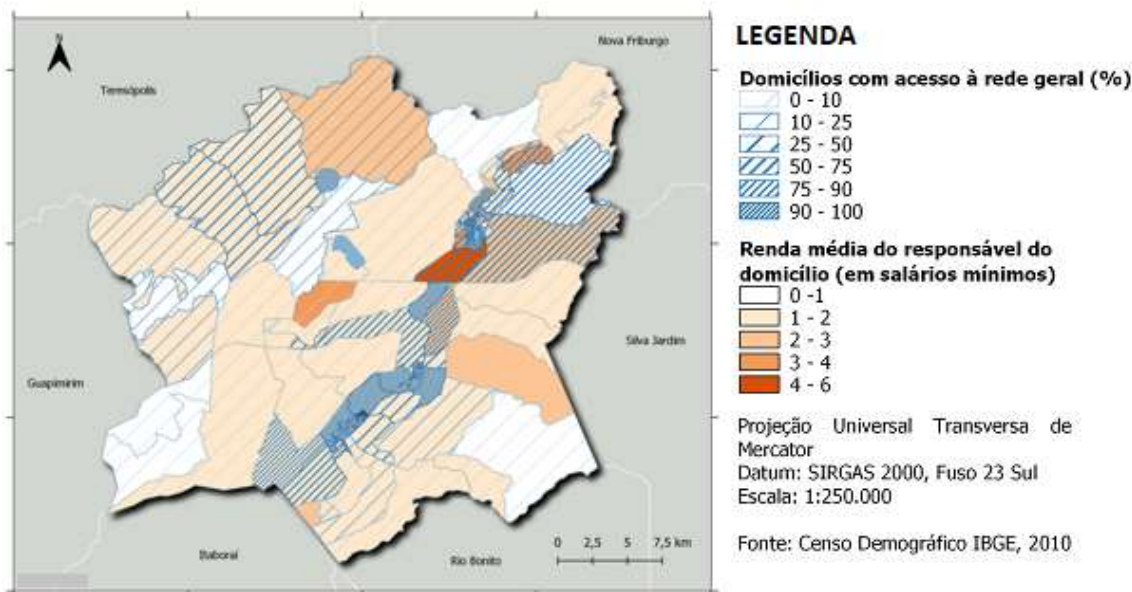 N
Nova Friburgo
Teresópolis
Silva Jardim
Guapimirim
Itaboraí
Rio Bonito
0 2,5 5 7,5 km
LEGENDA
Domicílios com acesso à rede geral (%)
0 - 10
10 - 25
25 - 50
50 - 75
75 - 90
90 - 100
Renda média do responsável do
domicílio (em salários mínimos)
0 -1
1 - 2
2 - 3
3 - 4
4 - 6
Projeção Universal Transversa de
Mercator
Datum: SIRGAS 2000, Fuso 23 Sul
Escala: 1:250.000
Fonte: Censo Demográfico IBGE, 2010